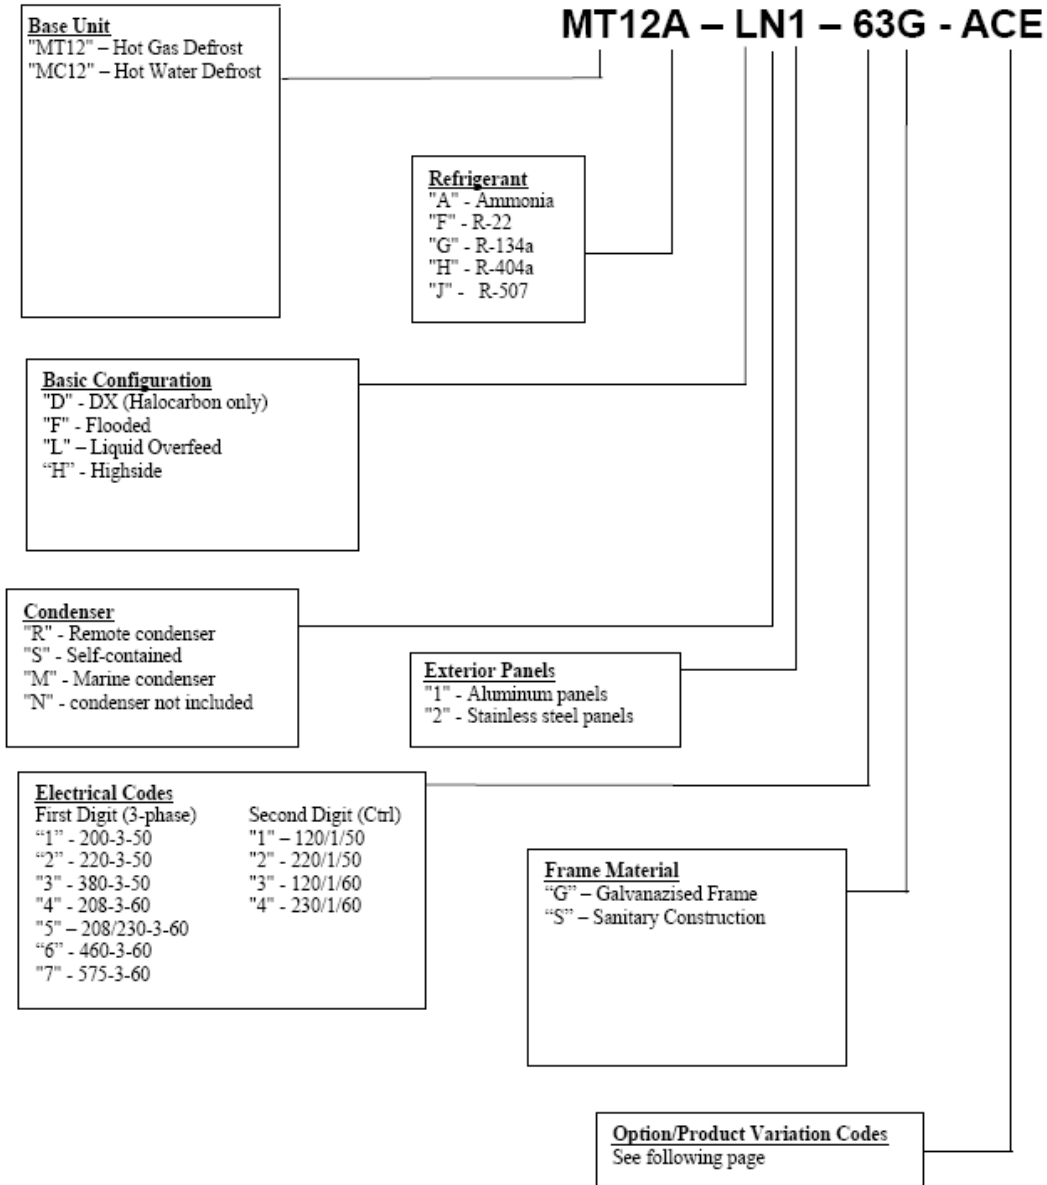 MT12A – LN1 – 63G - ACE
Base Unit
"MT12" – Hot Gas Defrost
"MC12" – Hot Water Defrost
Refrigerant
"A" - Ammonia
"F" - R-22
"G" - R-134a
"H" - R-404a
"J" - R-507
Basic Configuration
"D" - DX (Halocarbon only)
"F" - Flooded
"L" – Liquid Overfeed
“H” - Highside
Condenser
"R" - Remote condenser
"S" - Self-contained
"M" - Marine condenser
"N" - condenser not included
Exterior Panels
"1" - Aluminum panels
"2" - Stainless steel panels
Electrical Codes
First Digit (3-phase) Second Digit (Ctrl)
“1” - 200-3-50 "1" – 120/1/50
“2” - 220-3-50 "2" - 220/1/50
"3" - 380-3-50 "3" - 120/1/60
"4" - 208-3-60 "4" - 230/1/60
"5" – 208/230-3-60
“6” - 460-3-60
"7" - 575-3-60
Frame Material
“G” – Galvanazised Frame
“S” – Sanitary Construction
Option/Product Variation Codes
See following page